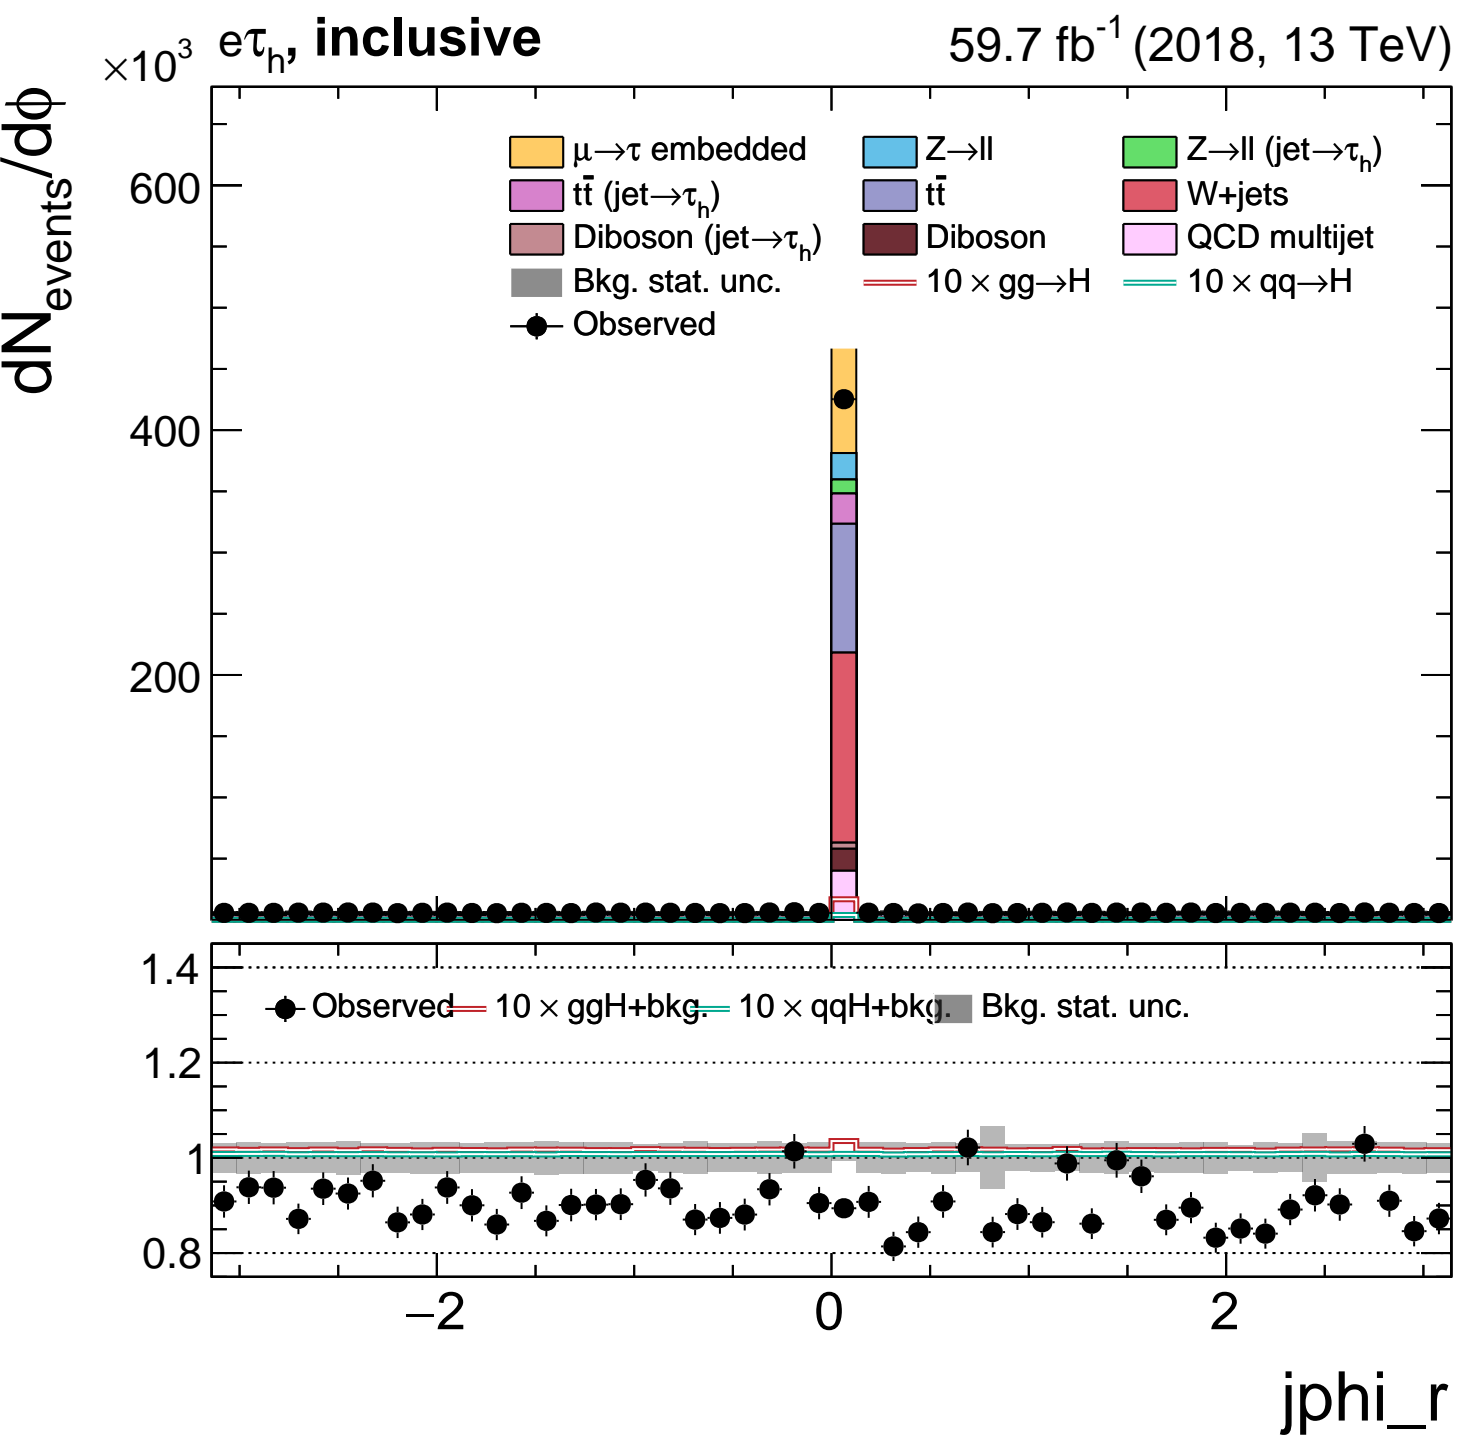 ×10³ eτₕ, inclusive 59.7 fb⁻¹ (2018, 13 TeV)
dN_events/dϕ
μ→τ embedded Z→ll Z→ll (jet→τₕ)
tt̄ (jet→τₕ) tt̄ W+jets
Diboson (jet→τₕ) Diboson QCD multijet
Bkg. stat. unc. 10 × gg→H 10 × qq→H
Observed
600
400
200
1.4
Observed 10 × ggH+bkg. 10 × qqH+bkg. Bkg. stat. unc.
1.2
1
0.8
−2 0 2
jphi_r